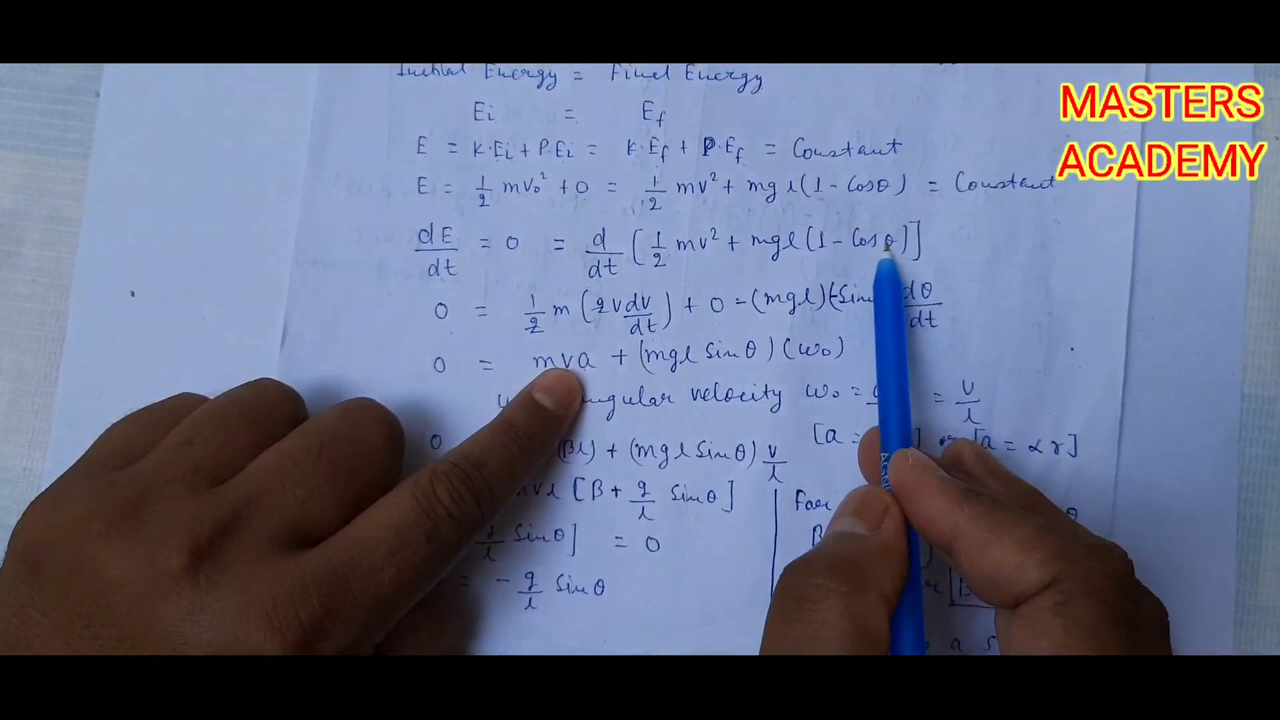 Initial Energy = Final Energy
MASTERS
ACADEMY
Ei = Ef
E = K.Ei + P.Ei = K.Ef + P.Ef = Constant
E = 1/2 mv₀² + 0 = 1/2 mv² + mgl(1 - Cosθ) = Constant
dE/dt = 0 = d/dt [1/2 mv² + mgl(1 - Cosθ)]
0 = 1/2 m (2v dv/dt) + 0 - (mgl)(-Sin dθ/dt
0 = mva + (mgl Sinθ)(ω₀)
angular velocity ω₀ = = v/l
[a = ] [a = αr]
0 (βl) + (mgl Sinθ) v/l
mvl [β + g/l Sinθ]
Sinθ] = 0
= - g/l Sinθ
For
β